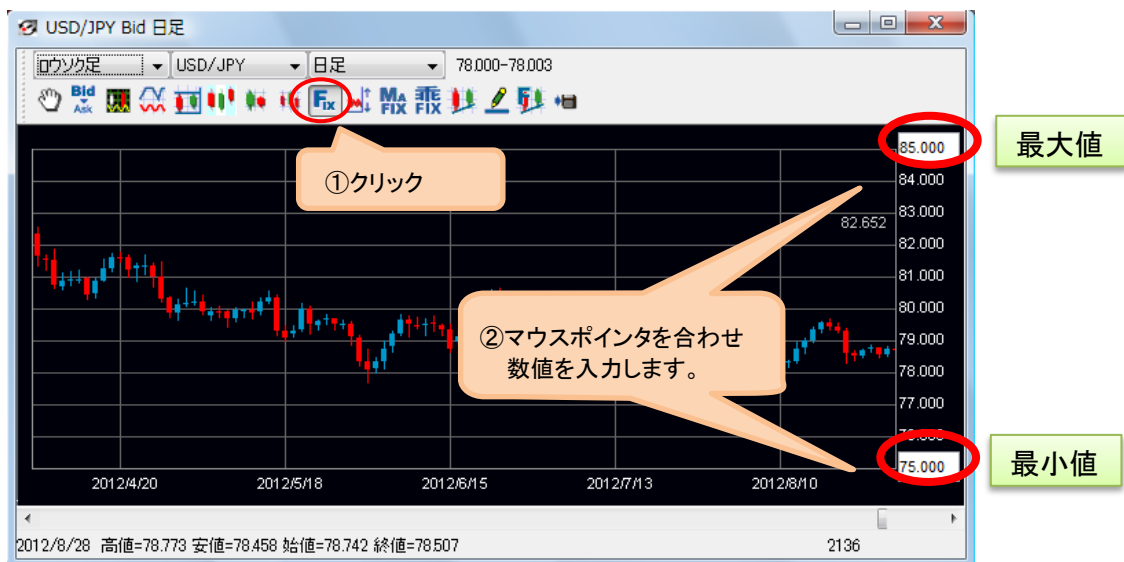 USD/JPY Bid 日足
ロウソク足 USD/JPY 日足 78.000-78.003
Bid Ask FIX MA FIX 乖 FIX
85.000
最大値
①クリック
84.000
83.000
82.652
82.000
81.000
80.000
②マウスポインタを合わせ
数値を入力します。
79.000
78.000
77.000
75.000
最小値
2012/4/20 2012/5/18 2012/6/15 2012/7/13 2012/8/10
2012/8/28 高値=78.773 安値=78.458 始値=78.742 終値=78.507 2136